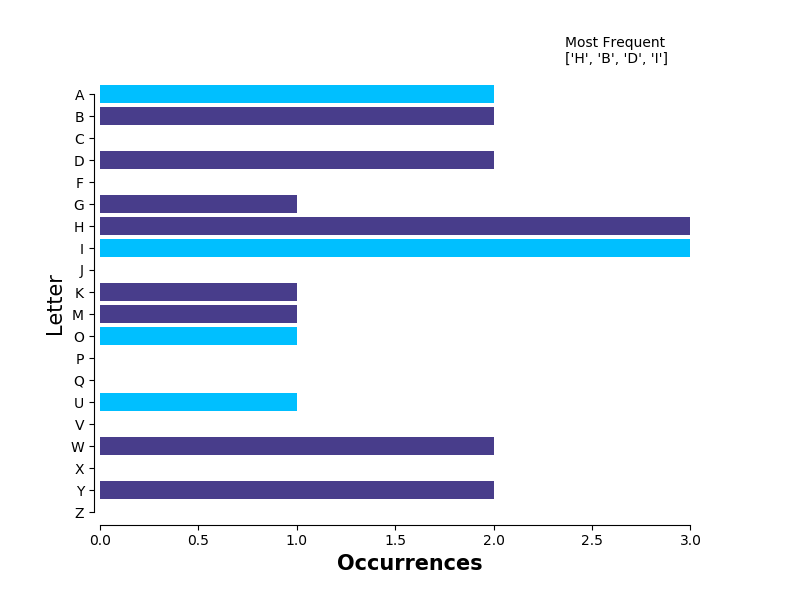 Most Frequent
['H', 'B', 'D', 'I']
A
B
C
D
F
G
H
I
J
K
M
O
P
Q
U
V
W
X
Y
Z
Letter
0.0 0.5 1.0 1.5 2.0 2.5 3.0
Occurrences